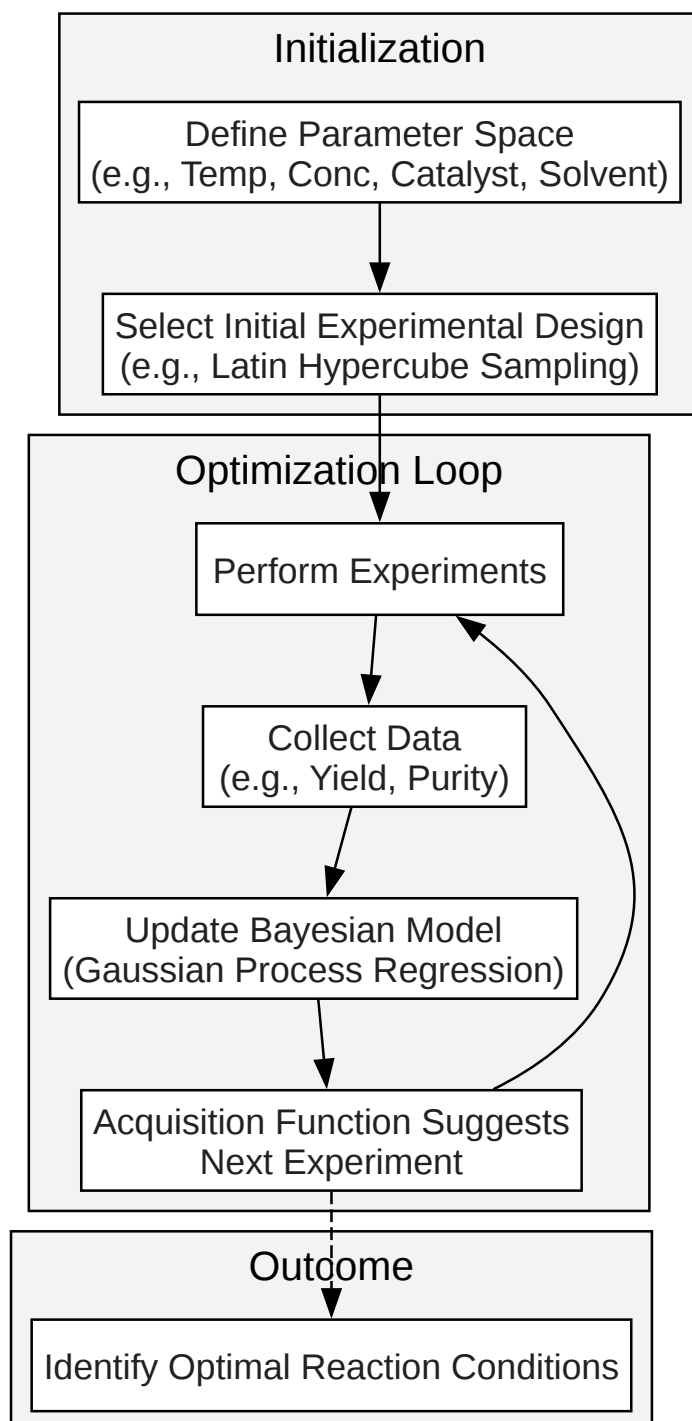 Initialization
Define Parameter Space
(e.g., Temp, Conc, Catalyst, Solvent)
Select Initial Experimental Design
(e.g., Latin Hypercube Sampling)
Optimization Loop
Perform Experiments
Collect Data
(e.g., Yield, Purity)
Update Bayesian Model
(Gaussian Process Regression)
Acquisition Function Suggests
Next Experiment
Outcome
Identify Optimal Reaction Conditions